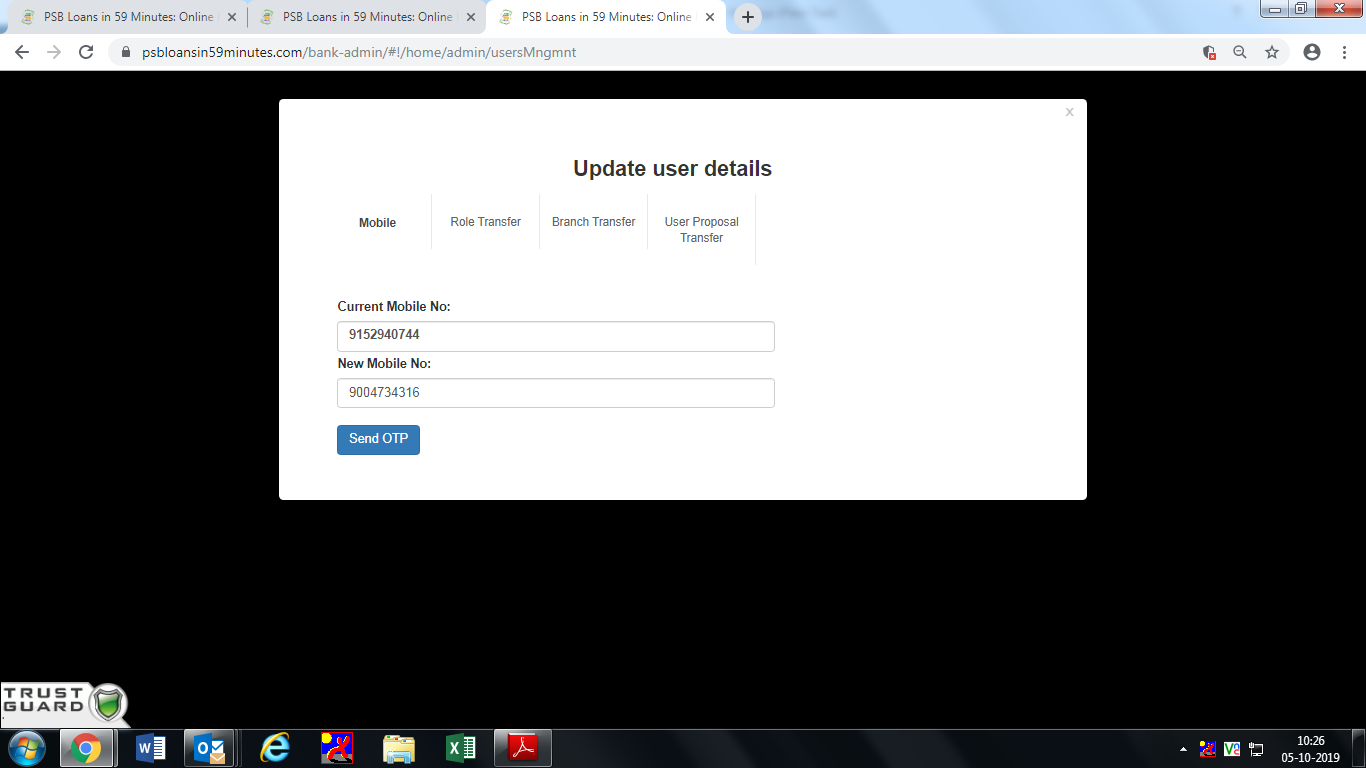 PSB Loans in 59 Minutes: Online
PSB Loans in 59 Minutes: Online
PSB Loans in 59 Minutes: Online
psbloansin59minutes.com/bank-admin/#!/home/admin/usersMngmnt
x
Update user details
Mobile
Role Transfer
Branch Transfer
User Proposal
Transfer
Current Mobile No:
9152940744
New Mobile No:
9004734316
Send OTP
TRUST
GUARD
10:26
05-10-2019